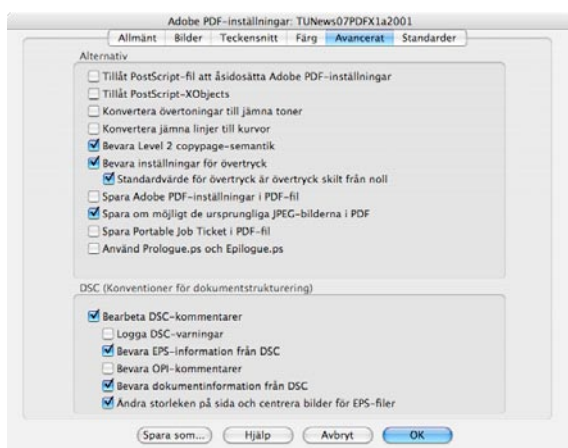 Adobe PDF-inställningar: TUNews07PDFX1a2001
Allmänt Bilder Teckensnitt Färg Avancerat Standarder
Alternativ
Tillåt PostScript-fil att åsidosätta Adobe PDF-inställningar
Tillåt PostScript-XObjects
Konvertera övertoningar till jämna toner
Konvertera jämna linjer till kurvor
Bevara Level 2 copypage-semantik
Bevara inställningar för övertryck
Standardvärde för övertryck är övertryck skilt från noll
Spara Adobe PDF-inställningar i PDF-fil
Spara om möjligt de ursprungliga JPEG-bilderna i PDF
Spara Portable Job Ticket i PDF-fil
Använd Prologue.ps och Epilogue.ps
DSC (Konventioner för dokumentstrukturering)
Bearbeta DSC-kommentarer
Logga DSC-varningar
Bevara EPS-information från DSC
Bevara OPI-kommentarer
Bevara dokumentinformation från DSC
Ändra storleken på sida och centrera bilder för EPS-filer
Spara som... Hjälp Avbryt OK